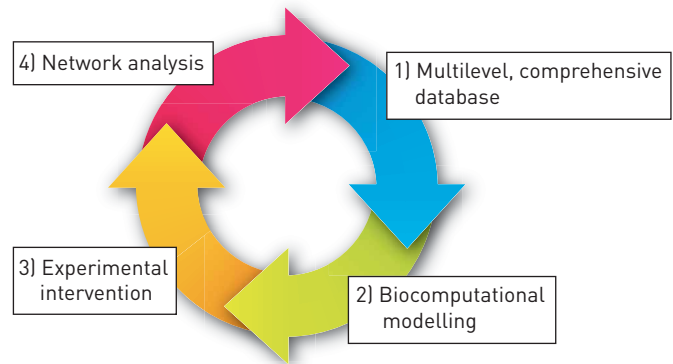 4) Network analysis
1) Multilevel, comprehensive
database
3) Experimental
intervention
2) Biocomputational
modelling